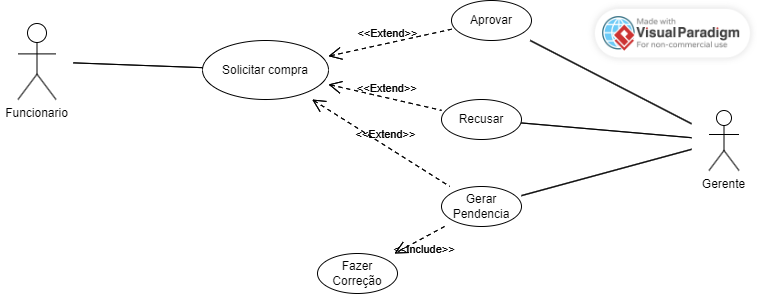 Aprovar
Made with
Visual Paradigm
For non-commercial use
<<Extend>>
Solicitar compra
<<Extend>>
Funcionario
Recusar
<<Extend>>
Gerente
Gerar
Pendencia
<<Include>>
Fazer
Correção